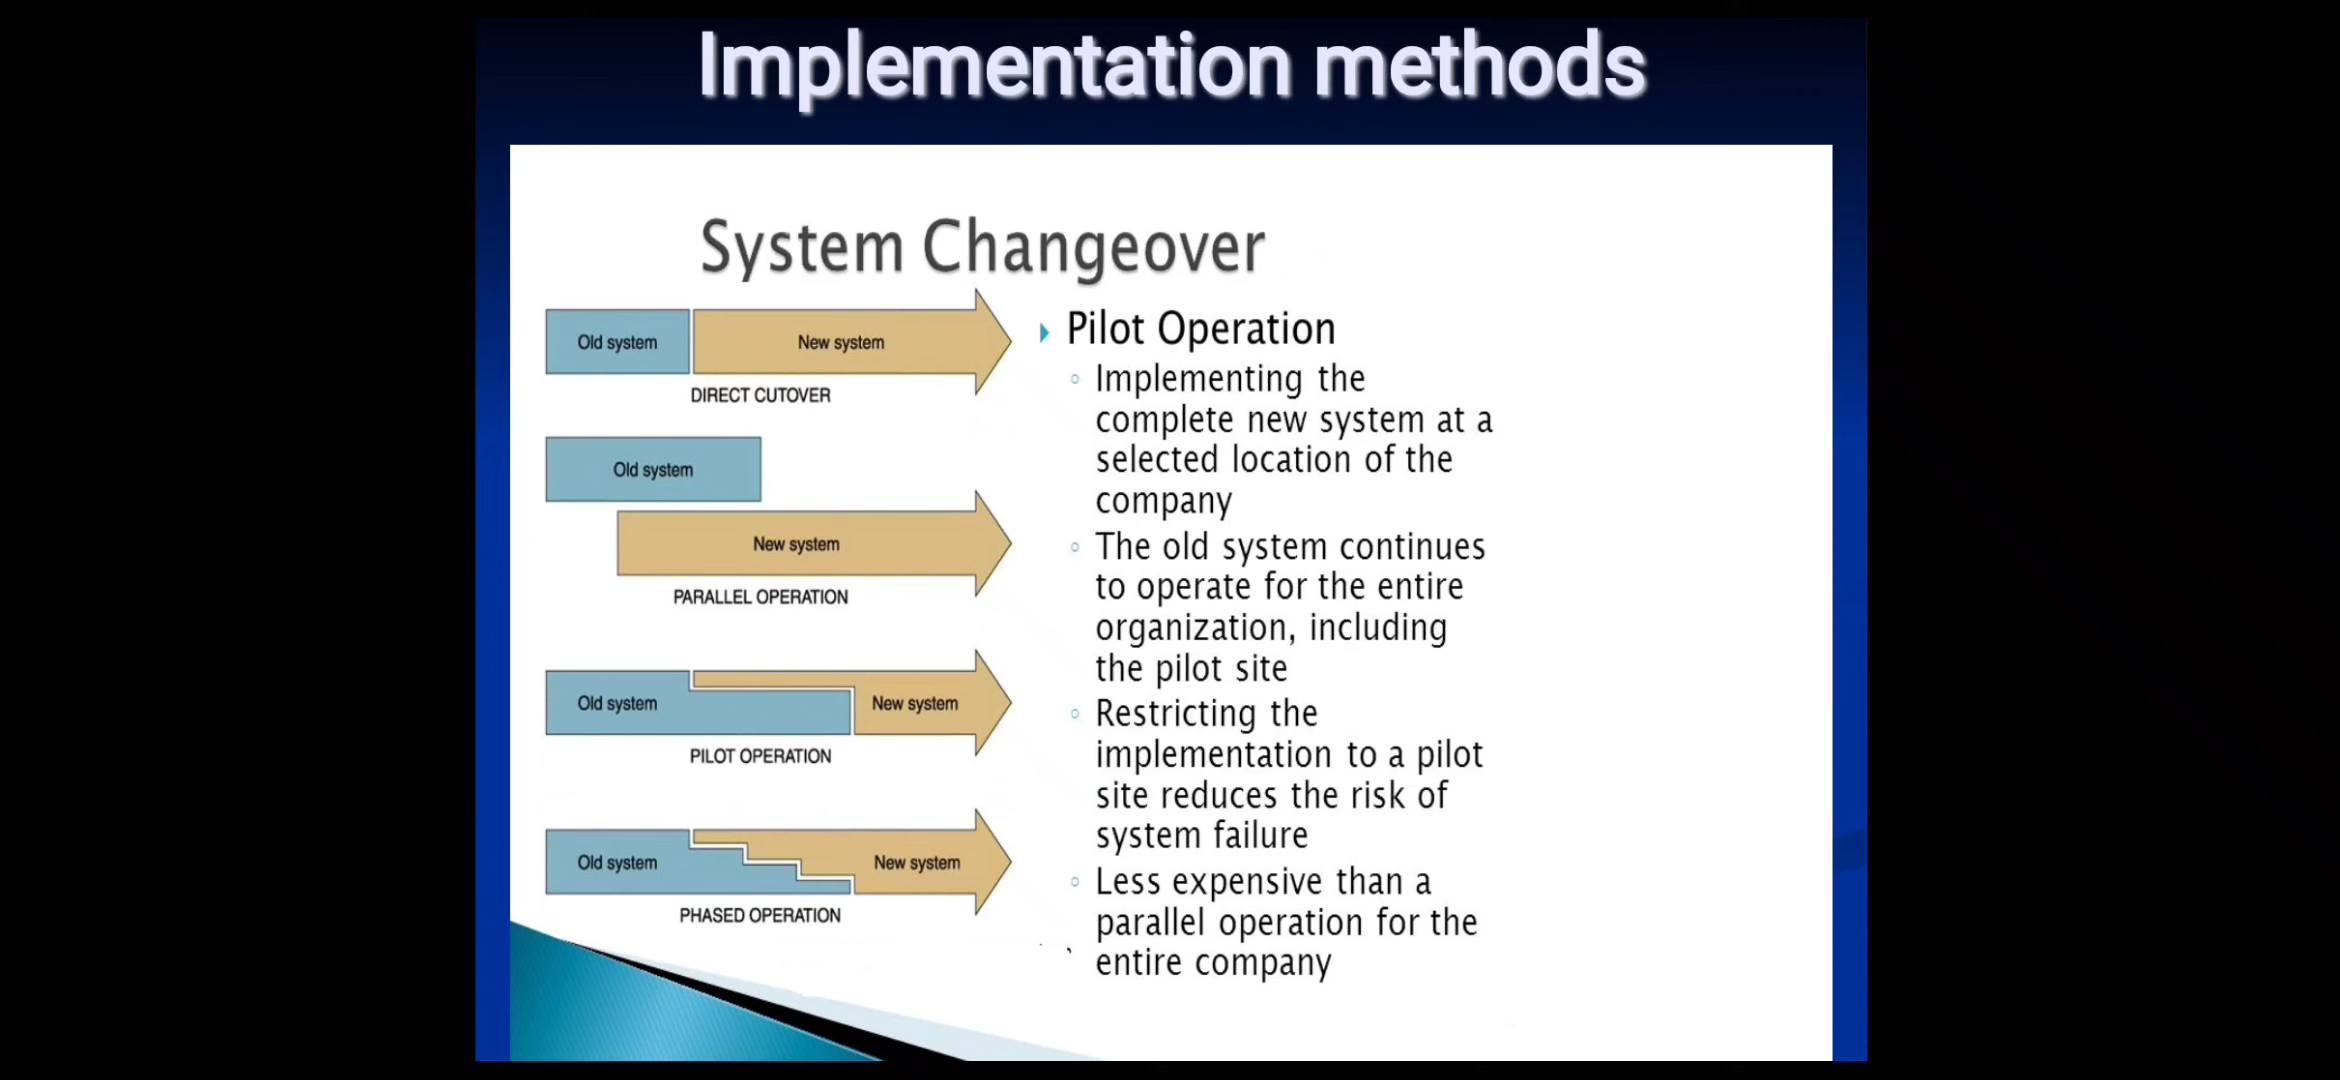 Implementation methods
System Changeover
Old system
New system
DIRECT CUTOVER
Old system
New system
PARALLEL OPERATION
Old system
New system
PILOT OPERATION
Old system
New system
PHASED OPERATION
Pilot Operation
Implementing the
complete new system at a
selected location of the
company
The old system continues
to operate for the entire
organization, including
the pilot site
Restricting the
implementation to a pilot
site reduces the risk of
system failure
Less expensive than a
parallel operation for the
entire company